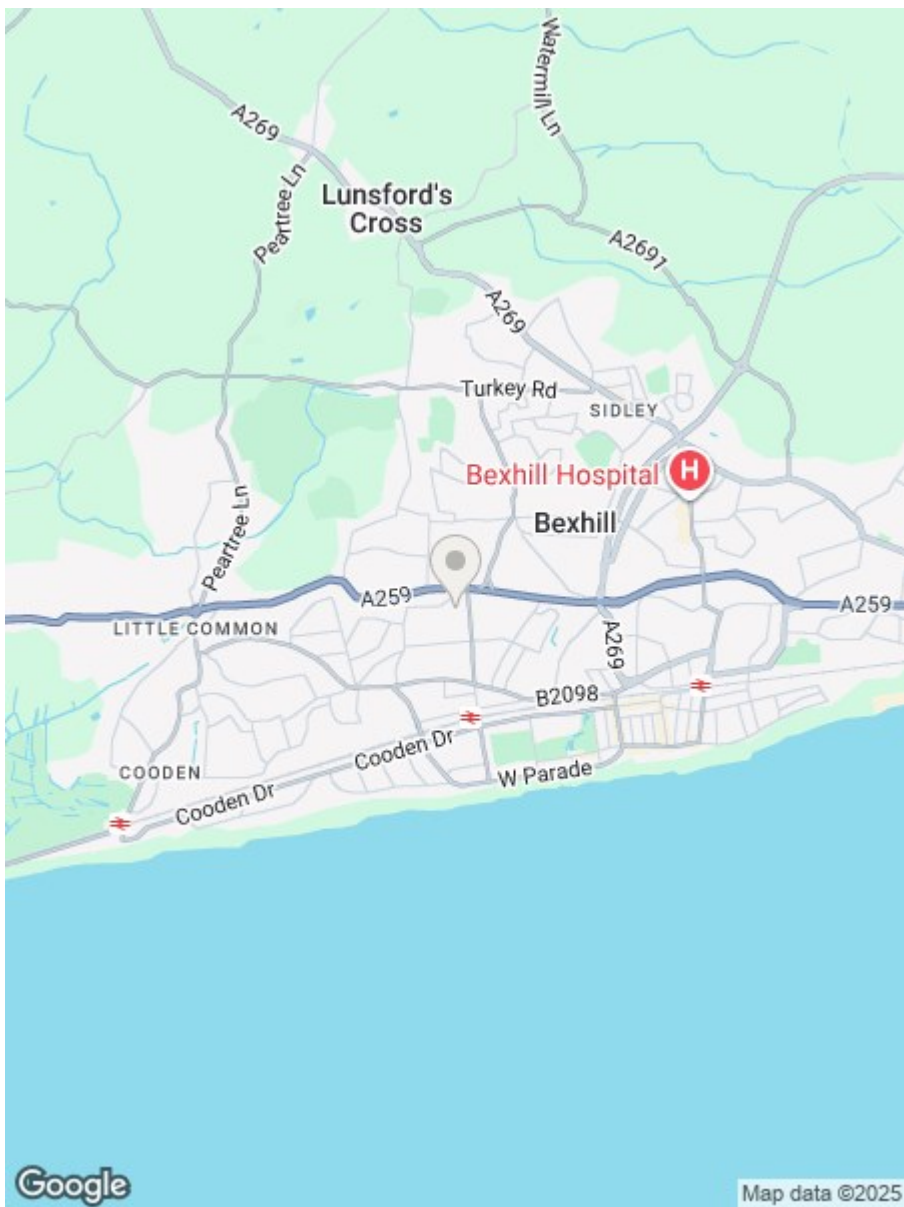 Watermill Ln
A269
Peartree Ln
Lunsford's
Cross
A2691
A269
Turkey Rd
SIDLEY
Bexhill Hospital
H
Bexhill
Peartree Ln
A259
A259
LITTLE COMMON
A269
B2098
Cooden Dr
W Parade
COODEN
Cooden Dr
Google
Map data ©2025